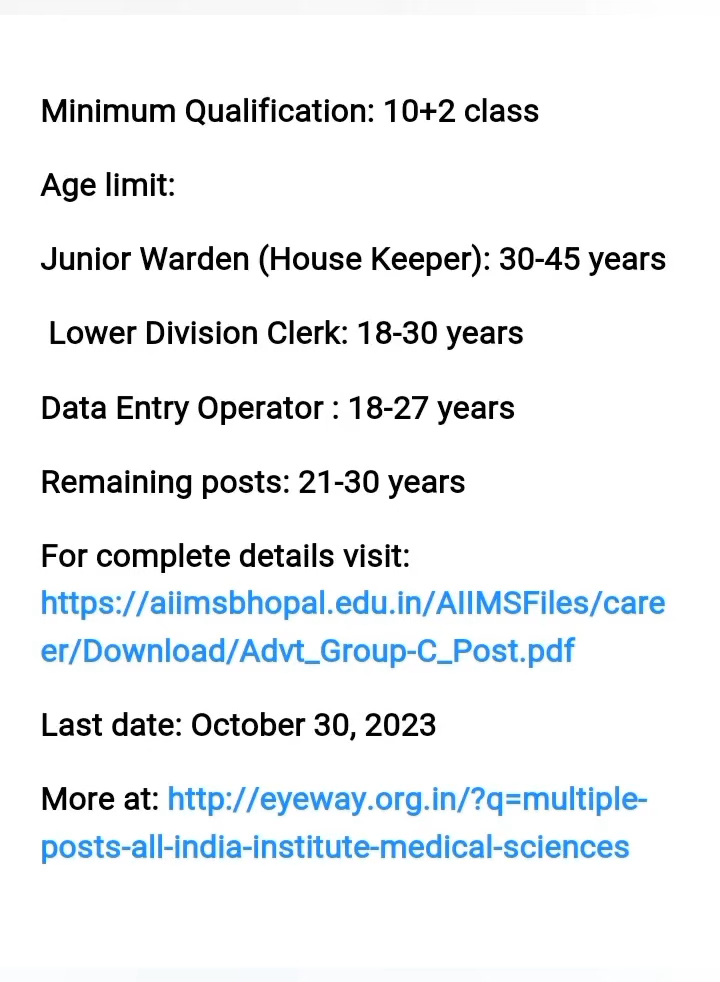 Minimum Qualification: 10+2 class
Age limit:
Junior Warden (House Keeper): 30-45 years
Lower Division Clerk: 18-30 years
Data Entry Operator : 18-27 years
Remaining posts: 21-30 years
For complete details visit:
https://aiimsbhopal.edu.in/AIIMSFiles/care
er/Download/Advt_Group-C_Post.pdf
Last date: October 30, 2023
More at: http://eyeway.org.in/?q=multiple-
posts-all-india-institute-medical-sciences